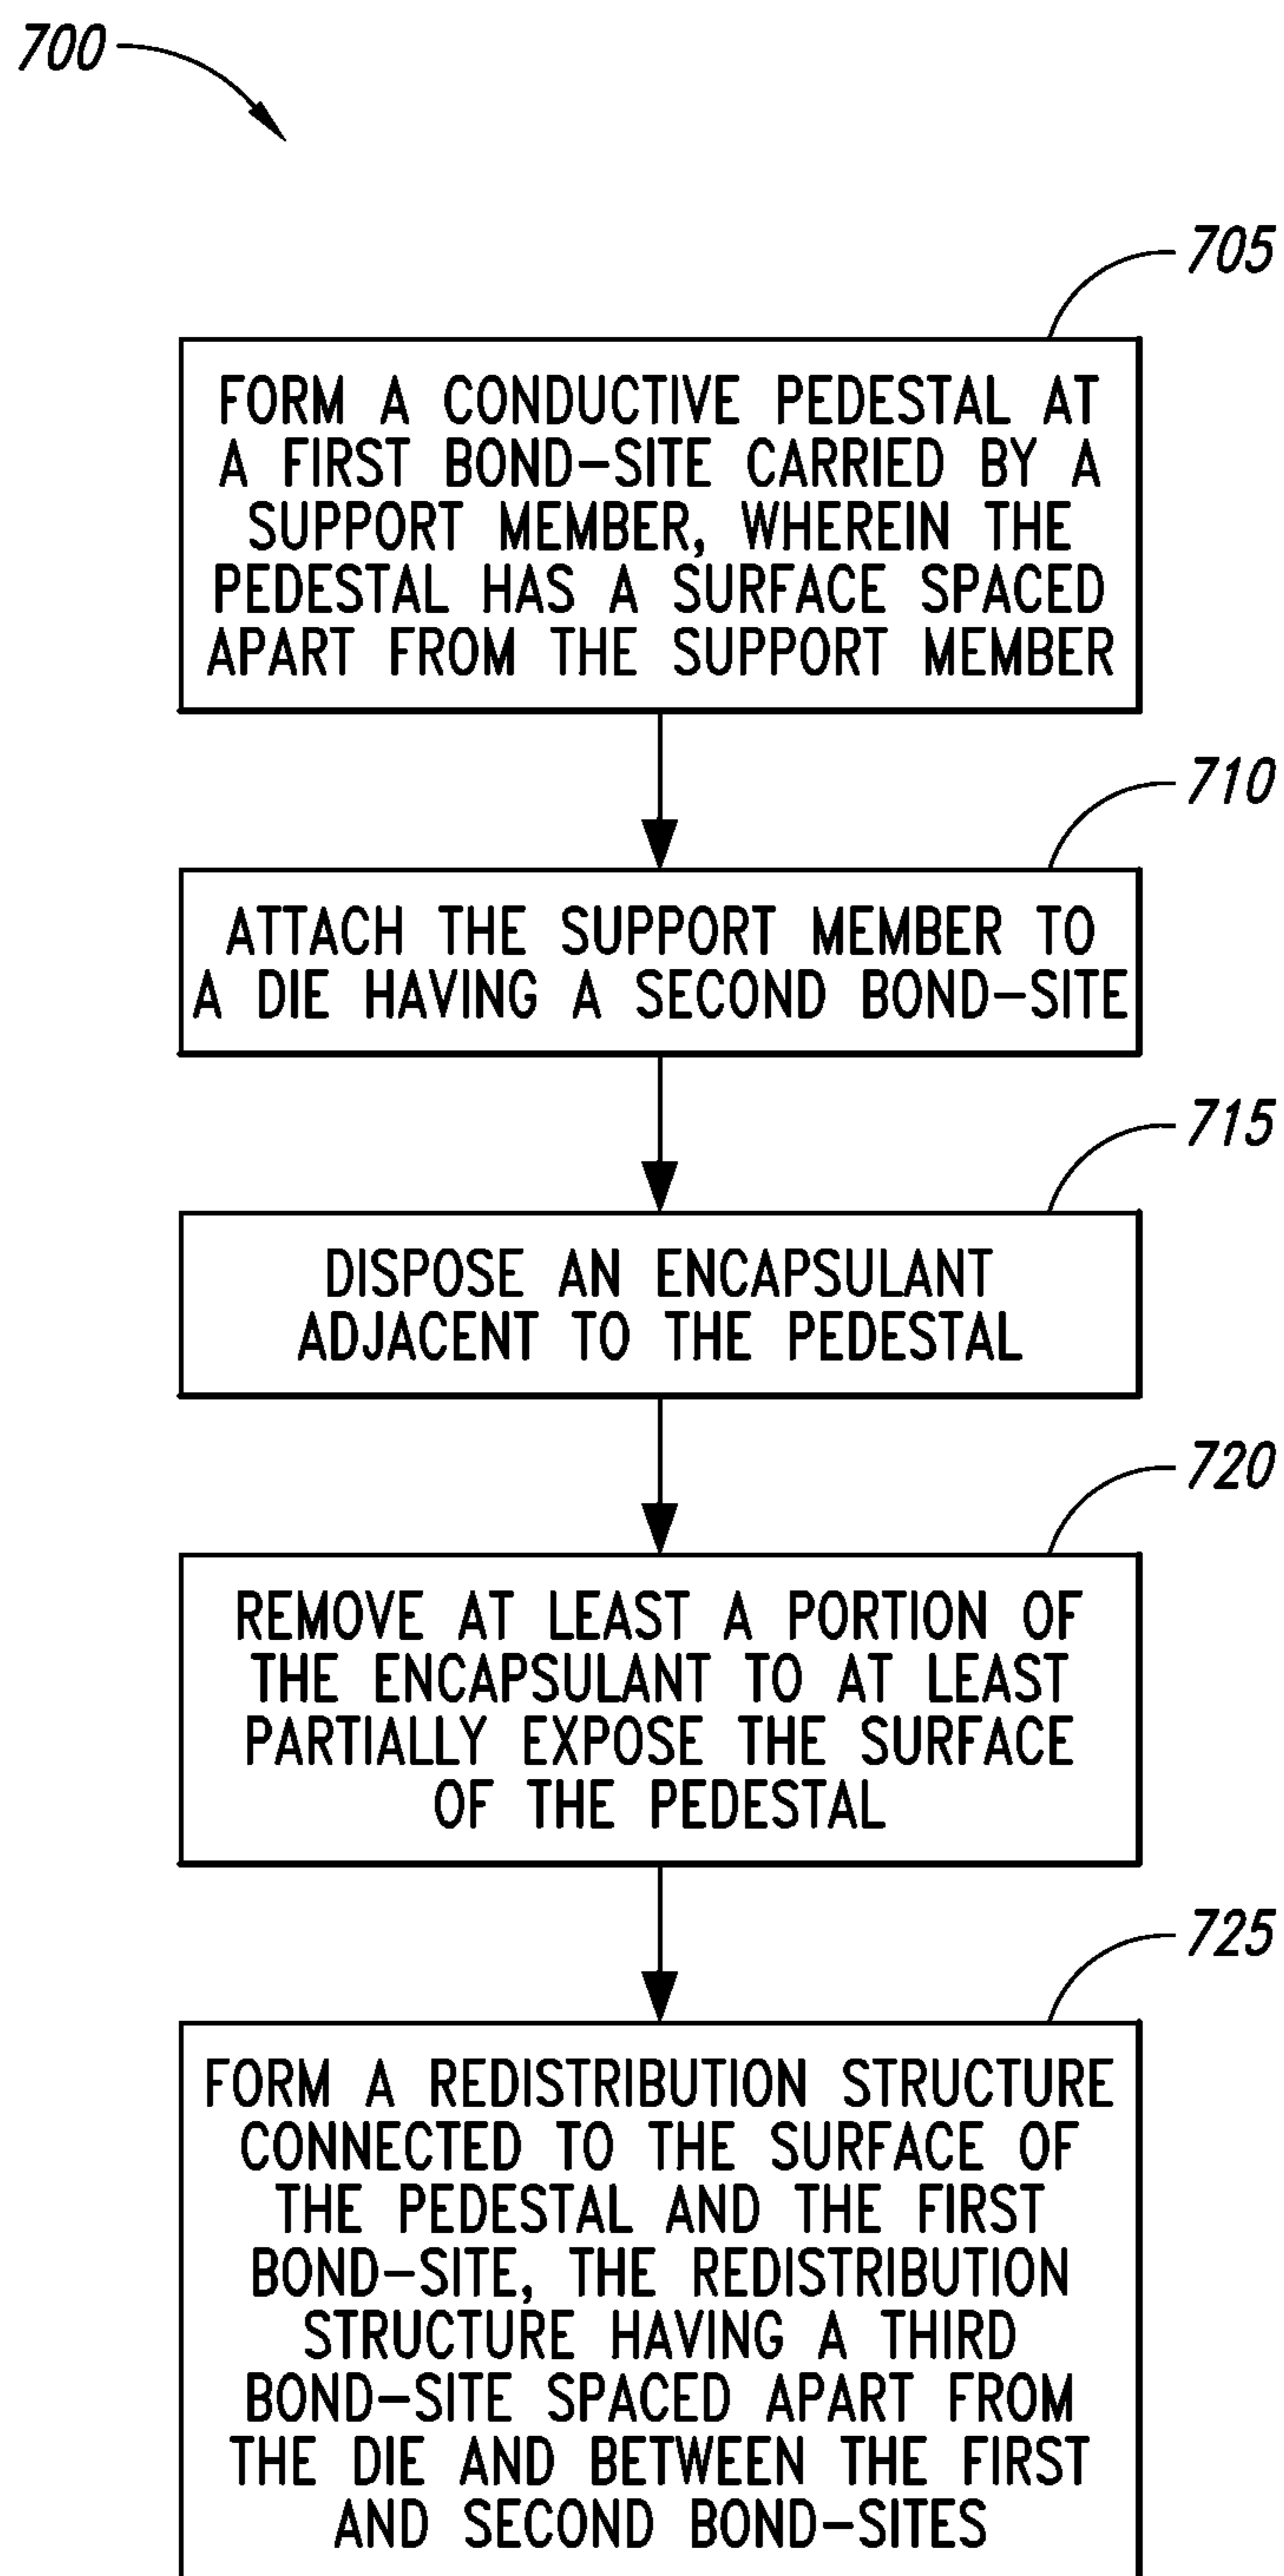 700
705
FORM A CONDUCTIVE PEDESTAL AT
A FIRST BOND-SITE CARRIED BY A
SUPPORT MEMBER, WHEREIN THE
PEDESTAL HAS A SURFACE SPACED
APART FROM THE SUPPORT MEMBER
710
ATTACH THE SUPPORT MEMBER TO
A DIE HAVING A SECOND BOND-SITE
715
DISPOSE AN ENCAPSULANT
ADJACENT TO THE PEDESTAL
720
REMOVE AT LEAST A PORTION OF
THE ENCAPSULANT TO AT LEAST
PARTIALLY EXPOSE THE SURFACE
OF THE PEDESTAL
725
FORM A REDISTRIBUTION STRUCTURE
CONNECTED TO THE SURFACE OF
THE PEDESTAL AND THE FIRST
BOND-SITE, THE REDISTRIBUTION
STRUCTURE HAVING A THIRD
BOND-SITE SPACED APART FROM
THE DIE AND BETWEEN THE FIRST
AND SECOND BOND-SITES